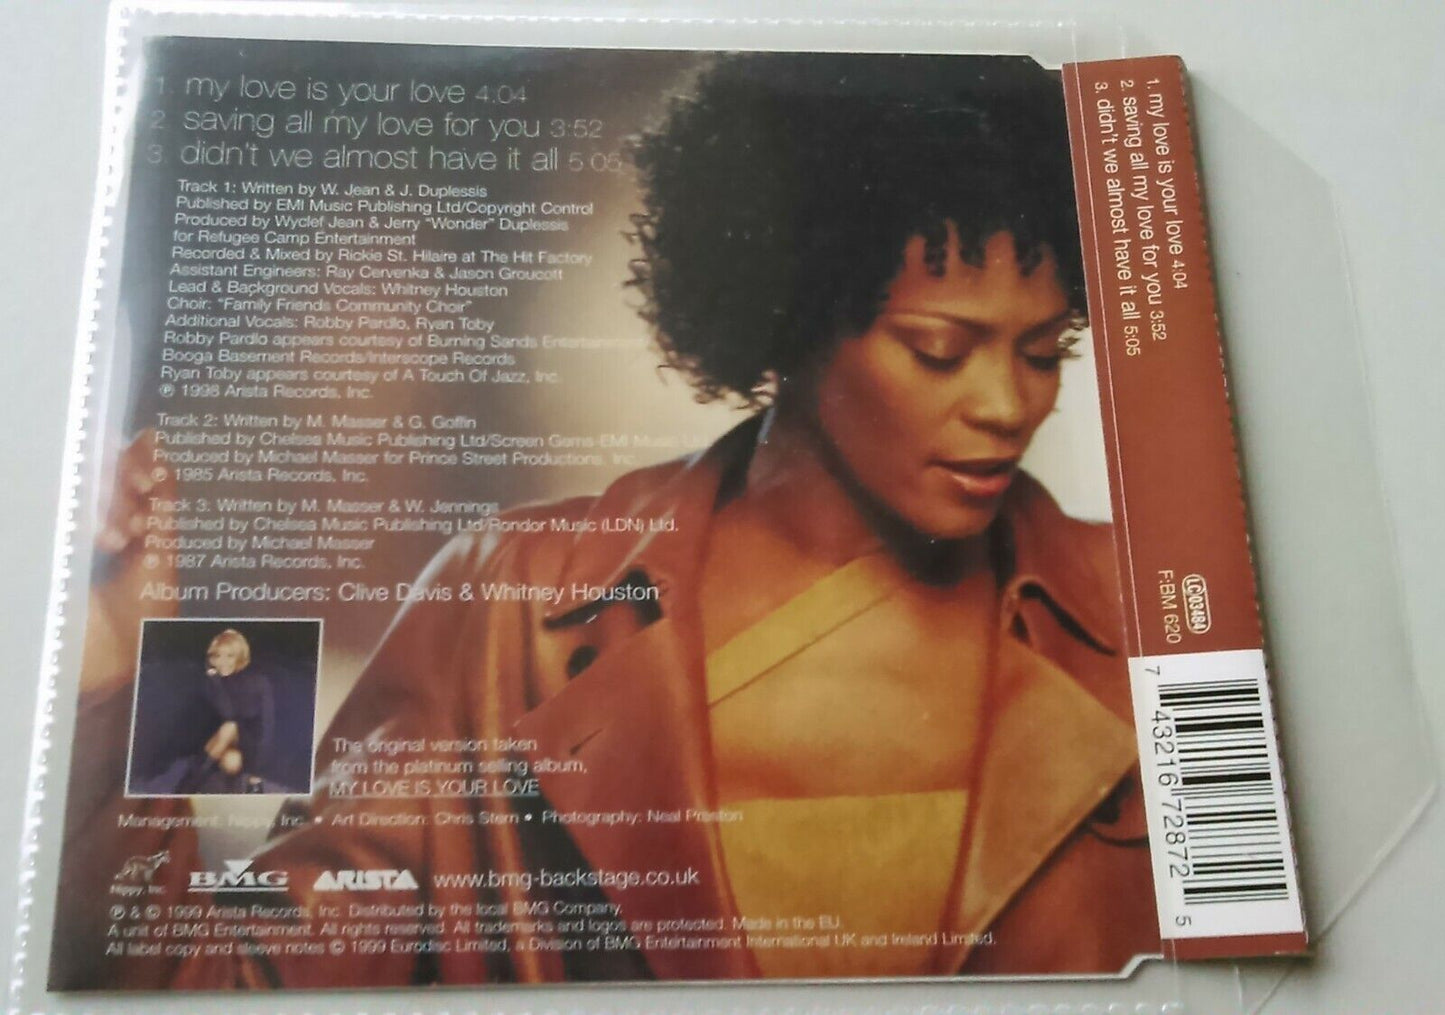 1. my love is your love 4:04
2. saving all my love for you 3:52
3. didn't we almost have it all 5:05
Track 1: Written by W. Jean & J. Duplessis
Published by EMI Music Publishing Ltd/Copyright Control
Produced by Wyclef Jean & Jerry "Wonder" Duplessis
for Refugee Camp Entertainment
Recorded & Mixed by Rickie St. Hilaire at The Hit Factory
Assistant Engineers: Ray Cervenka & Jason Groucott
Lead & Background Vocals: Whitney Houston
Choir: "Family Friends Community Choir"
Additional Vocals: Robby Pardlo, Ryan Toby
Robby Pardlo appears courtesy of Burning Sands Entertainment
Booga Basement Records/Interscope Records
Ryan Toby appears courtesy of A Touch Of Jazz, Inc.
℗ 1998 Arista Records, Inc.
Track 2: Written by M. Masser & G. Goffin
Published by Chelsea Music Publishing Ltd/Screen Gems-EMI Music Ltd
Produced by Michael Masser for Prince Street Productions, Inc.
℗ 1985 Arista Records, Inc.
Track 3: Written by M. Masser & W. Jennings
Published by Chelsea Music Publishing Ltd/Rondor Music (LDN) Ltd.
Produced by Michael Masser
℗ 1987 Arista Records, Inc.
Album Producers: Clive Davis & Whitney Houston
The original version taken
from the platinum selling album,
MY LOVE IS YOUR LOVE
Management: Nippy, Inc. • Art Direction: Chris Stern • Photography: Neal Preston
Nippy, Inc.
BMG
ARISTA
www.bmg-backstage.co.uk
℗ & © 1999 Arista Records, Inc. Distributed by the local BMG Company.
A unit of BMG Entertainment. All rights reserved. All trademarks and logos are protected. Made in the EU.
All label copy and sleeve notes © 1999 Eurodisc Limited, a Division of BMG Entertainment International UK and Ireland Limited.
1. my love is your love 4:04
2. saving all my love for you 3:52
3. didn't we almost have it all 5:05
LC03484
F:BM 620
7 43216 72872 5